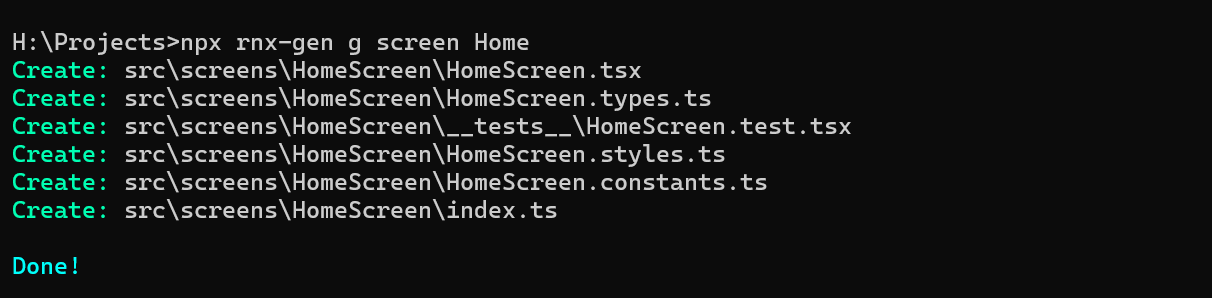 H:\Projects>npx rnx-gen g screen Home
Create: src\screens\HomeScreen\HomeScreen.tsx
Create: src\screens\HomeScreen\HomeScreen.types.ts
Create: src\screens\HomeScreen\__tests__\HomeScreen.test.tsx
Create: src\screens\HomeScreen\HomeScreen.styles.ts
Create: src\screens\HomeScreen\HomeScreen.constants.ts
Create: src\screens\HomeScreen\index.ts
Done!